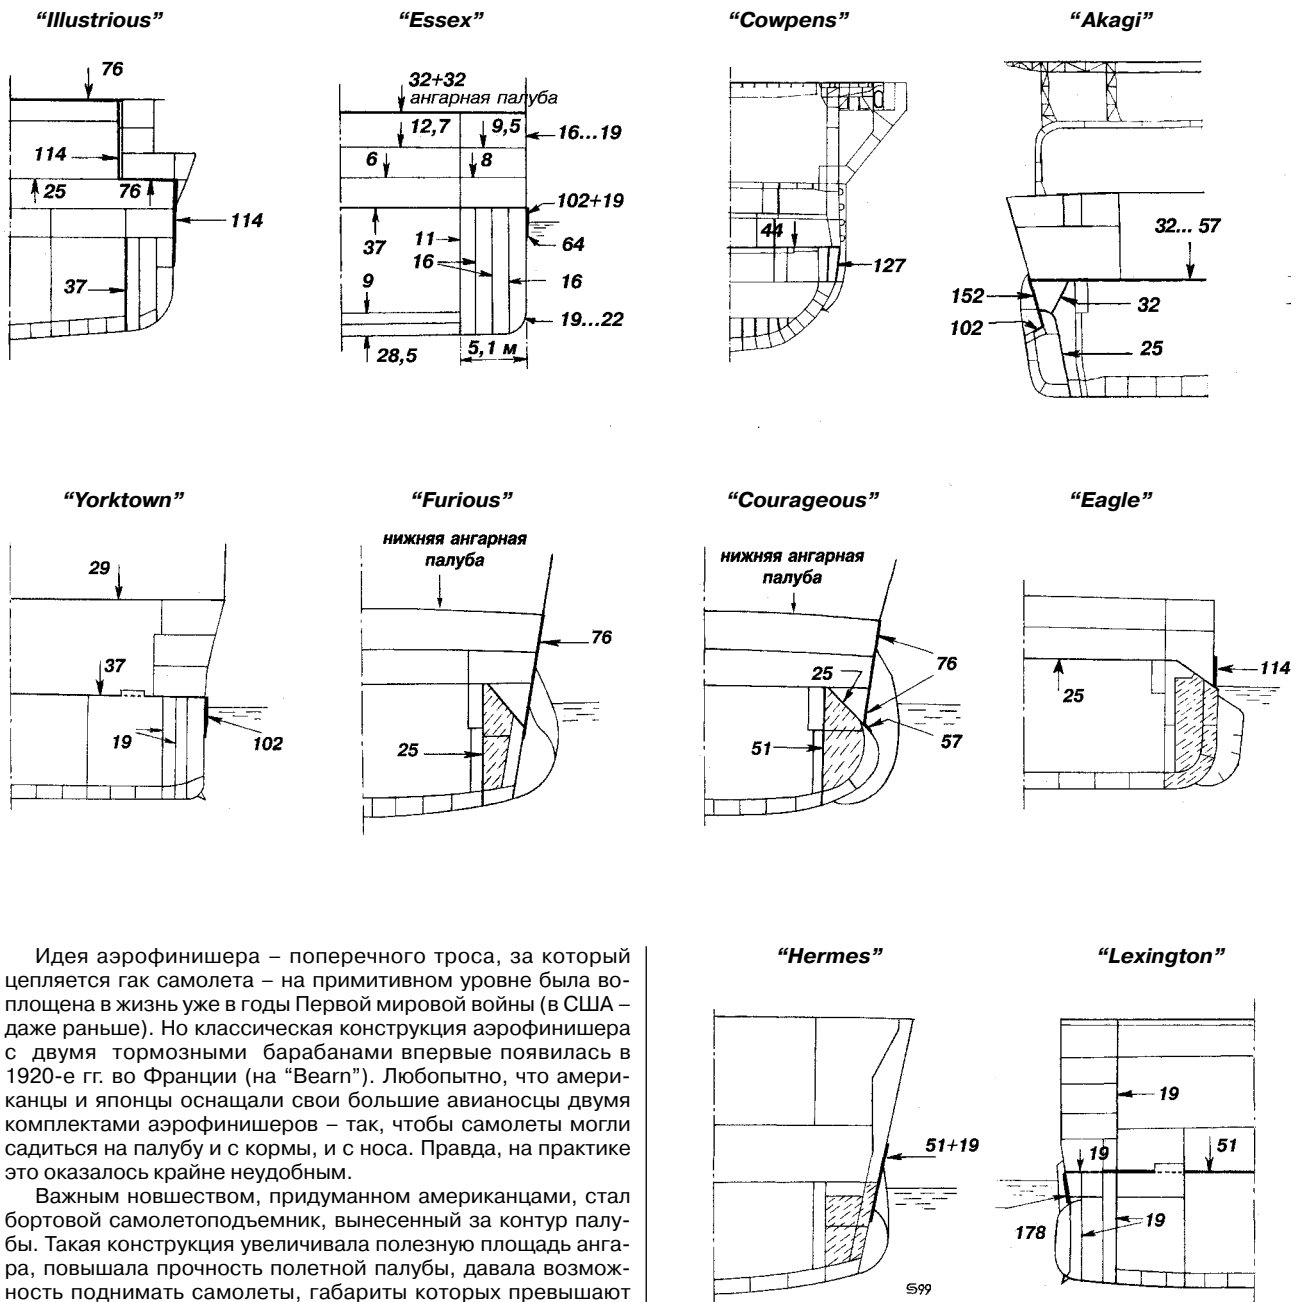 “Illustrious”
76
114
25
76
114
37
“Essex”
32+32
ангарная палуба
12,7
9,5
16...19
6
8
102+19
37
11
64
16
9
16
19...22
28,5
5,1 м
“Cowpens”
44
127
“Akagi”
32... 57
152
32
102
25
“Yorktown”
29
37
19
102
“Furious”
нижняя ангарная
палуба
76
25
“Courageous”
нижняя ангарная
палуба
25
76
51
57
“Eagle”
114
25
Идея аэрофинишера – поперечного троса, за который
цепляется гак самолета – на примитивном уровне была во-
площена в жизнь уже в годы Первой мировой войны (в США –
даже раньше). Но классическая конструкция аэрофинишера
с двумя тормозными барабанами впервые появилась в
1920-е гг. во Франции (на “Bearn”). Любопытно, что амери-
канцы и японцы оснащали свои большие авианосцы двумя
комплектами аэрофинишеров – так, чтобы самолеты могли
садиться на палубу и с кормы, и с носа. Правда, на практике
это оказалось крайне неудобным.
Важным новшеством, придуманном американцами, стал
бортовой самолетоподъемник, вынесенный за контур палу-
бы. Такая конструкция увеличивала полезную площадь анга-
ра, повышала прочность полетной палубы, давала возмож-
ность поднимать самолеты, габариты которых превышают
“Hermes”
51+19
“Lexington”
19
19
51
178
19